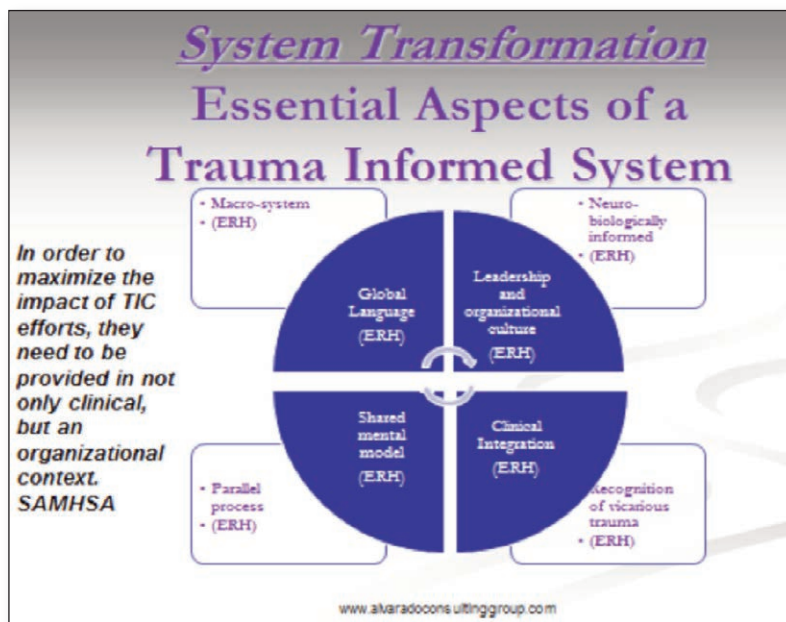 System Transformation
Essential Aspects of a
Trauma Informed System
In order to
maximize the
impact of TIC
efforts, they
need to be
provided in not
only clinical,
but an
organizational
context.
SAMHSA
• Macro-system
• (ERH)
• Neuro-
biologically
informed
• (ERH)
Global
Language
(ERH)
Leadership
and
organizational
culture
(ERH)
Shared
mental
model
(ERH)
Clinical
Integration
(ERH)
• Parallel
process
• (ERH)
• Recognition
of vicarious
trauma
• (ERH)
www.alvaradoconsultinggroup.com